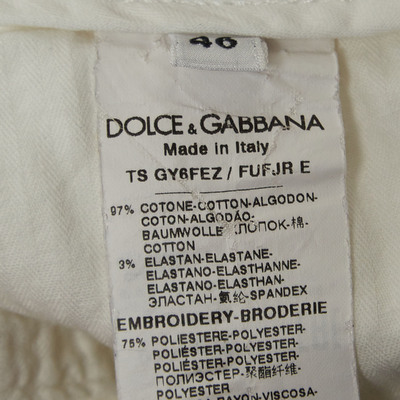 46
DOLCE & GABBANA
Made in Italy
TS GY6FEZ / FUFJR E
97% COTONE-COTTON-ALGODON-
COTON-ALGODÃO-
BAUMWOLLE-ХЛОПОК-棉-
COTTON
3% ELASTAN-ELASTANE-
ELASTANO-ELASTHANNE-
ELASTANO-ELASTHAN-
ЭЛАСТАН-氨纶-SPANDEX
EMBROIDERY-BRODERIE
75% POLIESTERE-POLYESTER-
POLIÉSTER-POLYESTER-
POLIÉSTER-POLYESTER-
ПОЛИЭСТЕР-聚酯纤维-
POLYESTER
RAYON-VISCOSA-